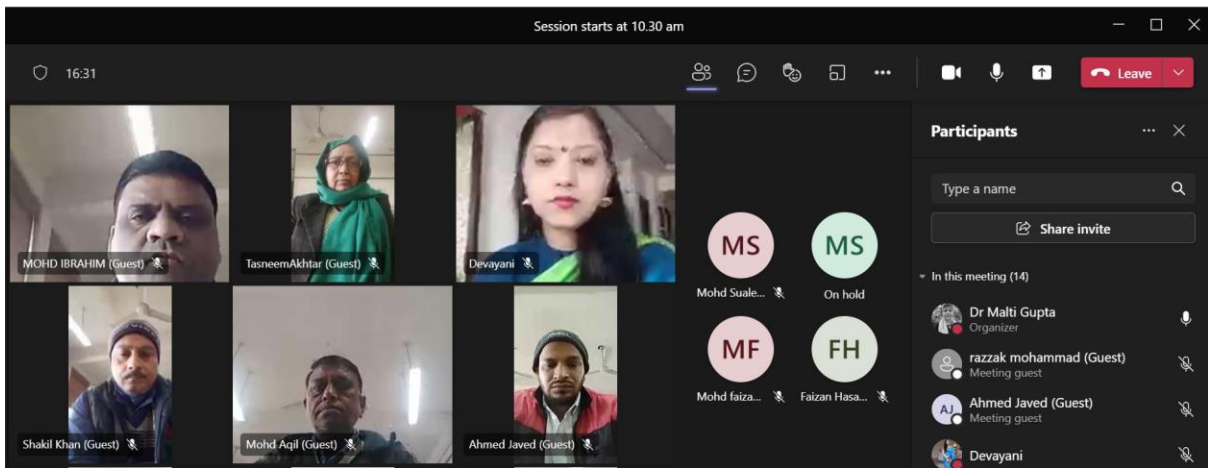 Session starts at 10.30 am
16:31
Leave
MOHD IBRAHIM (Guest)
TasneemAkhtar (Guest)
Devayani
Shakil Khan (Guest)
Mohd Aqil (Guest)
Ahmed Javed (Guest)
MS
Mohd Suale...
MS
On hold
MF
Mohd faiza...
FH
Faizan Hasa...
Participants
Type a name
Share invite
In this meeting (14)
Dr Malti Gupta
Organizer
razzak mohammad (Guest)
Meeting guest
AJ
Ahmed Javed (Guest)
Meeting guest
Devayani